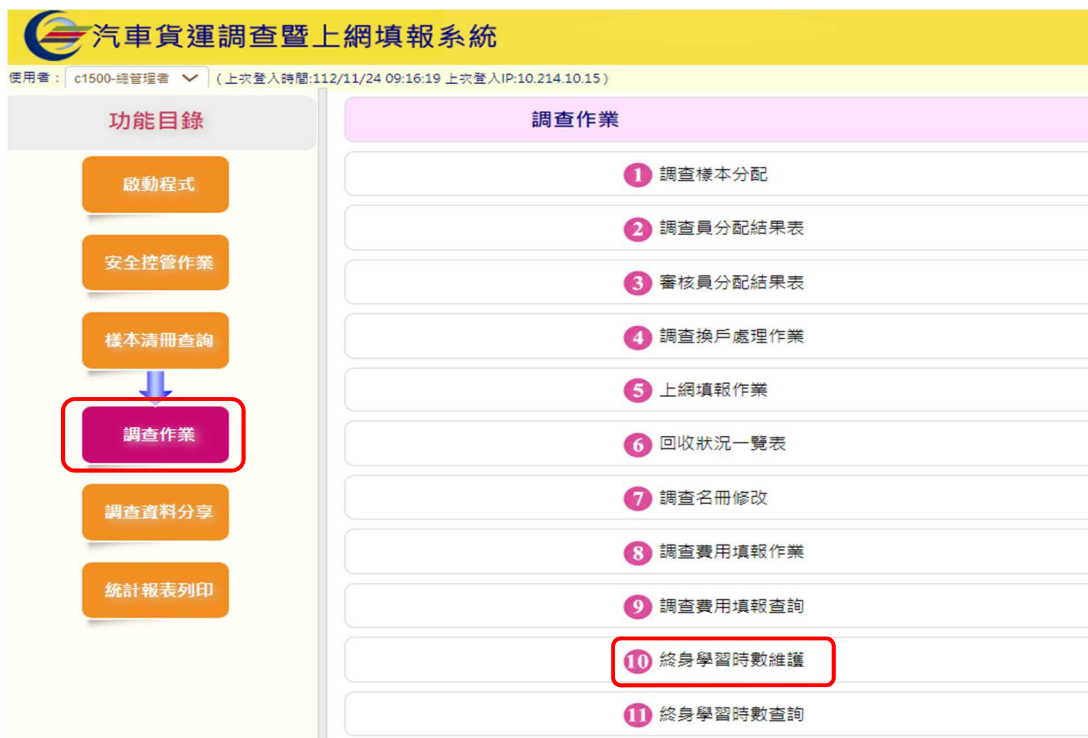 汽車貨運調查暨上網填報系統
使用者： c1500-總管理者 (上次登入時間:112/11/24 09:16:19 上次登入IP:10.214.10.15)
功能目錄
啟動程式
安全控管作業
樣本清冊查詢
調查作業
調查資料分享
統計報表列印
調查作業
1 調查樣本分配
2 調查員分配結果表
3 審核員分配結果表
4 調查換戶處理作業
5 上網填報作業
6 回收狀況一覽表
7 調查名冊修改
8 調查費用填報作業
9 調查費用填報查詢
10 終身學習時數維護
11 終身學習時數查詢